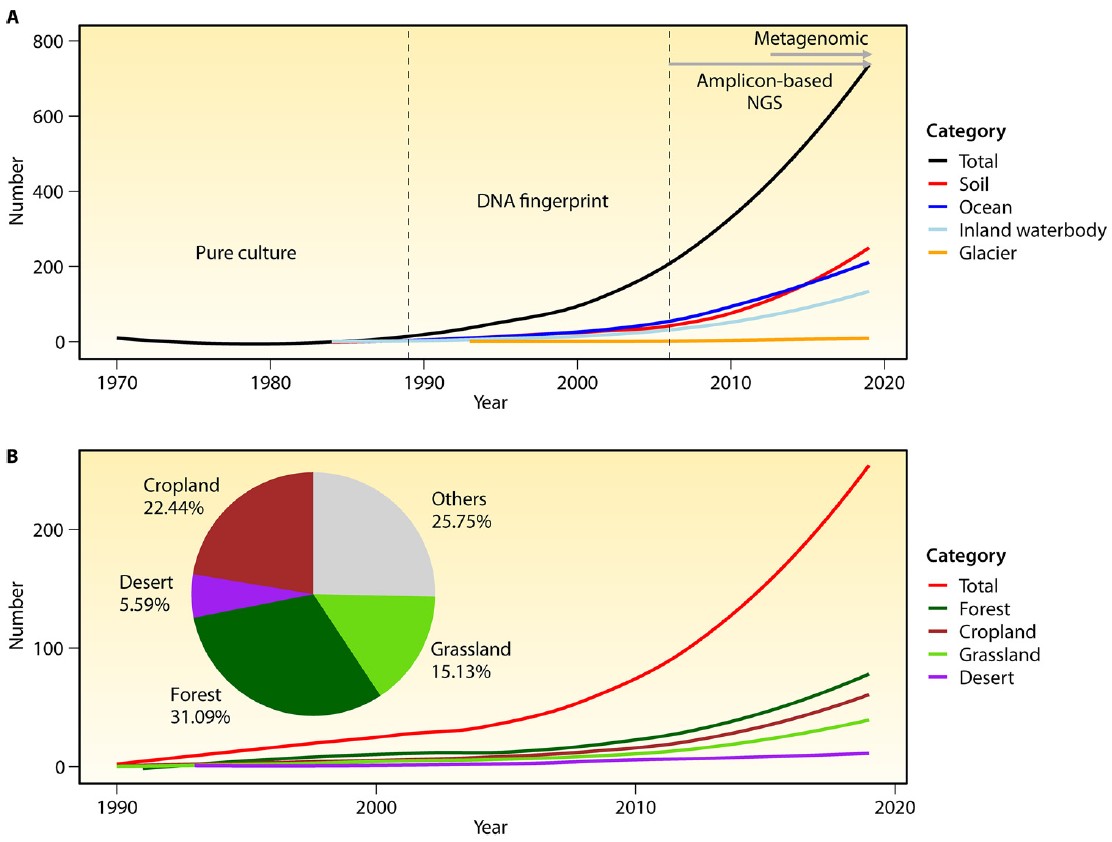 A
800
600
400
200
0
Number
Metagenomic
Amplicon-based
NGS
DNA fingerprint
Pure culture
1970
1980
1990
2000
2010
2020
Year
Category
Total
Soil
Ocean
Inland waterbody
Glacier
B
200
100
0
Number
Cropland
22.44%
Others
25.75%
Desert
5.59%
Grassland
15.13%
Forest
31.09%
1990
2000
2010
2020
Year
Category
Total
Forest
Cropland
Grassland
Desert